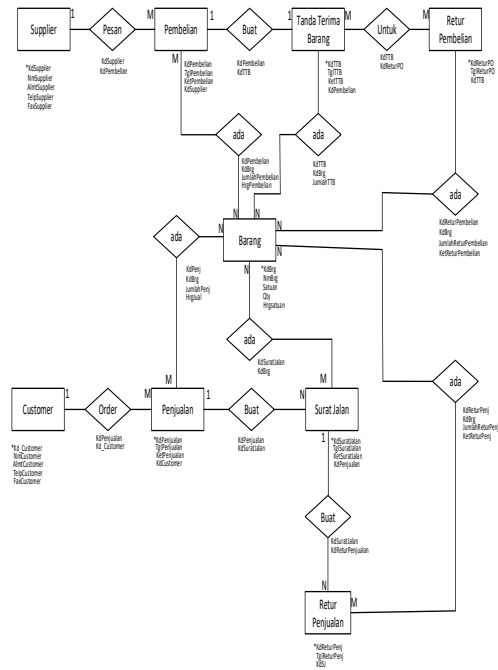 Supplier
1
Pesan
M
Pembelian
1
Buat
1
Tanda Terima
Barang
M
Untuk
M
Retur
Pembelian
*KdSupplier
NmSupplier
AlmtSupplier
TelpSupplier
FaxSupplier
KdSupplier
KdPembelian
M
KdPembelian
TglPembelian
KetPembelian
KdSupplier
KdPembelian
KdTTB
*KdTTB
TglTTB
KetTTB
KdPembelian
KdTTB
KdReturPO
*KdReturPO
TglReturPO
KdTTB
ada
KdPembelian
KdBrg
JumlahPembelian
HrgPembelian
ada
KdTTB
KdBrg
JumlahTTB
ada
KdReturPembelian
KdBrg
JumlahReturPembelian
KetReturPembelian
N
N
N
N
N
N
Barang
*KdBrg
NmBrg
Satuan
Qty
Hrgsatuan
ada
KdPenj
KdBrg
JumlahPenj
HrgJual
ada
KdSuratJalan
KdBrg
ada
KdReturPenj
KdBrg
JumlahReturPenj
KetReturPenj
M
M
Customer
1
Order
M
Penjualan
1
Buat
N
Surat Jalan
*Kd_Customer
NmCustomer
AlmtCustomer
TelpCustomer
FaxCustomer
KdPenjualan
Kd_Customer
*KdPenjualan
TglPenjualan
KetPenjualan
KdCustomer
KdPenjualan
KdSuratJalan
1
*KdSuratJalan
TglSuratJalan
KetSuratJalan
KdPenjualan
Buat
KdSuratJalan
KdReturPenjualan
N
M
Retur
Penjualan
*KdReturPenj
TglReturPenj
KdSJ